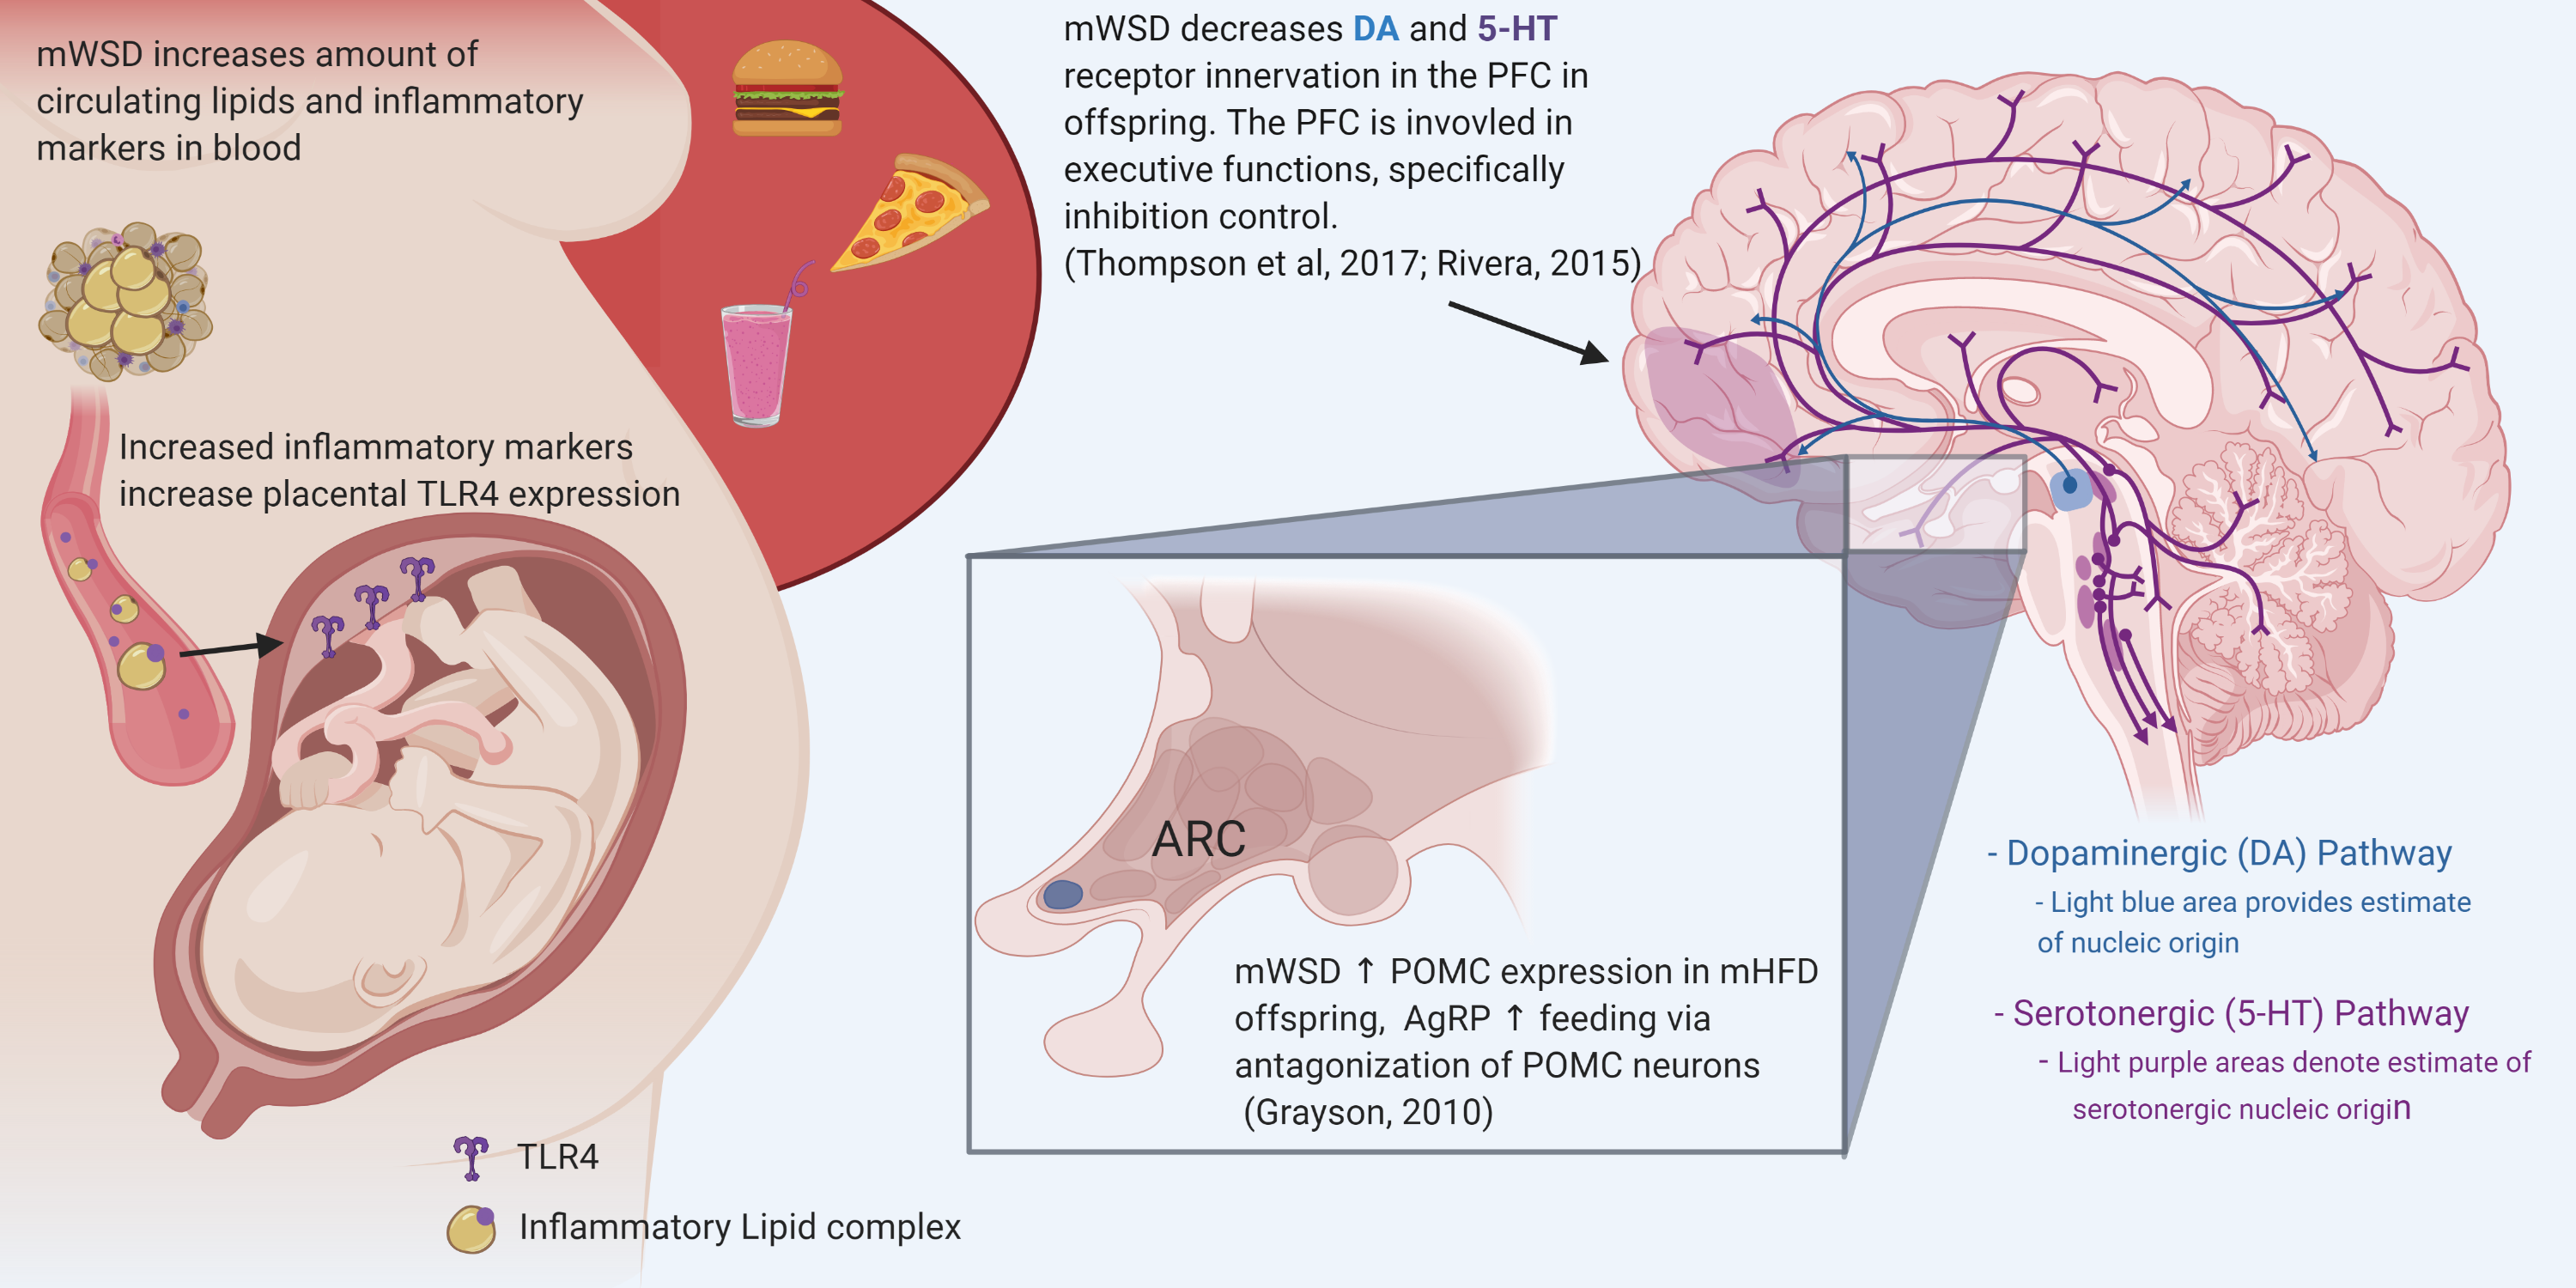 mWSD increases amount of
circulating lipids and inflammatory
markers in blood
Increased inflammatory markers
increase placental TLR4 expression
TLR4
Inflammatory Lipid complex
mWSD decreases DA and 5-HT
receptor innervation in the PFC in
offspring. The PFC is invovled in
executive functions, specifically
inhibition control.
(Thompson et al, 2017; Rivera, 2015)
ARC
mWSD ↑ POMC expression in mHFD
offspring, AgRP ↑ feeding via
antagonization of POMC neurons
(Grayson, 2010)
- Dopaminergic (DA) Pathway
- Light blue area provides estimate
of nucleic origin
- Serotonergic (5-HT) Pathway
- Light purple areas denote estimate of
serotonergic nucleic origin